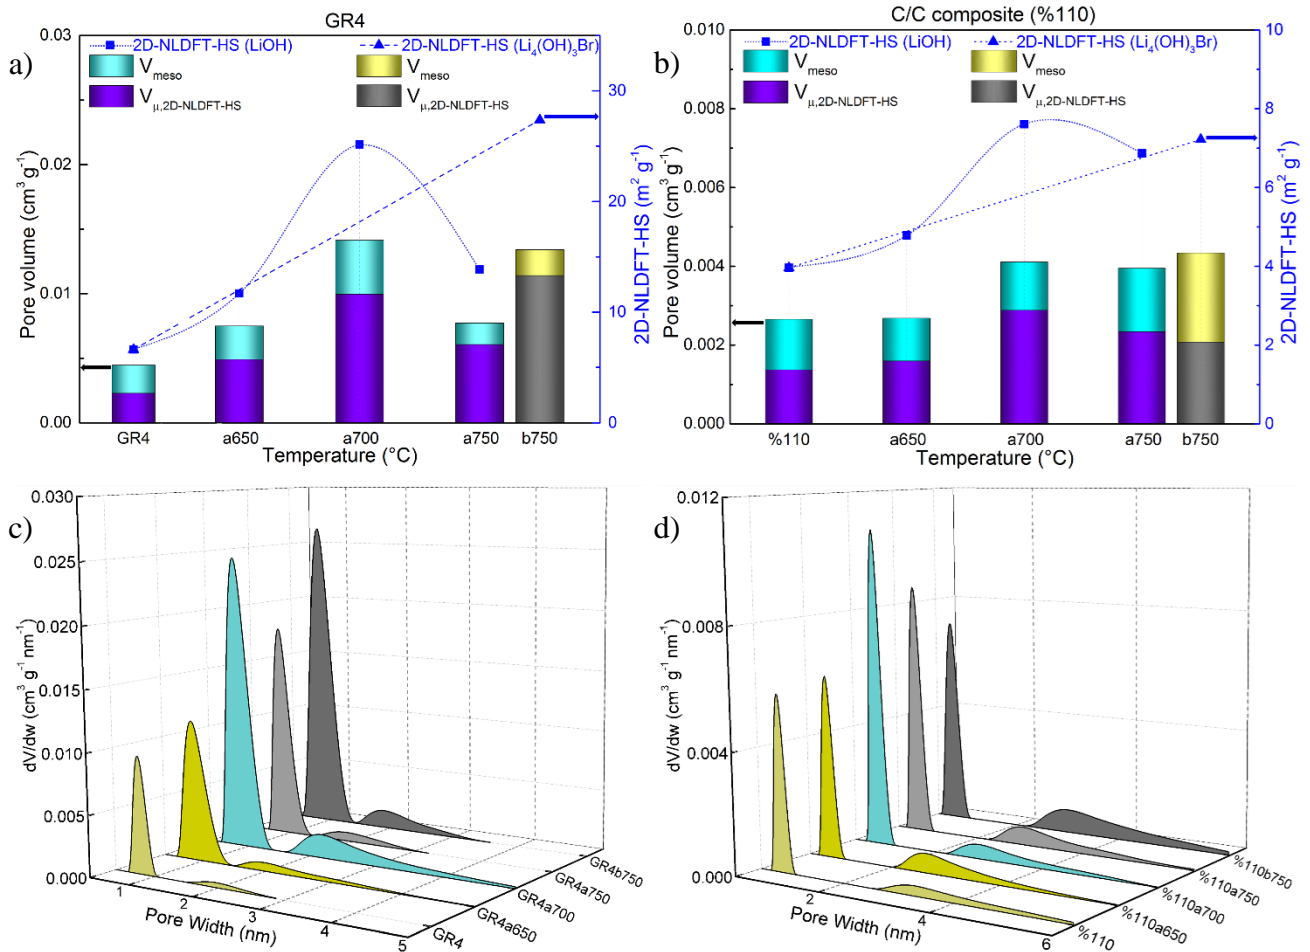 GR4
a)
2D-NLDFT-HS (LiOH)
2D-NLDFT-HS (Li₄(OH)₃Br)
V meso
V meso
V μ,2D-NLDFT-HS
V μ,2D-NLDFT-HS
Pore volume (cm³ g⁻¹)
0.03
0.02
0.01
0.00
30
20
10
0
2D-NLDFT-HS (m² g⁻¹)
GR4
a650
a700
a750
b750
Temperature (°C)
C/C composite (%110)
b)
2D-NLDFT-HS (LiOH)
2D-NLDFT-HS (Li₄(OH)₃Br)
V meso
V meso
V μ,2D-NLDFT-HS
V μ,2D-NLDFT-HS
Pore volume (cm³ g⁻¹)
0.010
0.008
0.006
0.004
0.002
0.000
10
8
6
4
2
0
2D-NLDFT-HS (m² g⁻¹)
%110
a650
a700
a750
b750
Temperature (°C)
c)
dV/dw (cm³ g⁻¹ nm⁻¹)
0.030
0.025
0.020
0.015
0.010
0.005
0.000
1
2
3
4
5
Pore Width (nm)
GR4b750
GR4a750
GR4a700
GR4a650
GR4
d)
dV/dw (cm³ g⁻¹ nm⁻¹)
0.012
0.008
0.004
0.000
2
4
6
Pore Width (nm)
%110b750
%110a750
%110a700
%110a650
%110